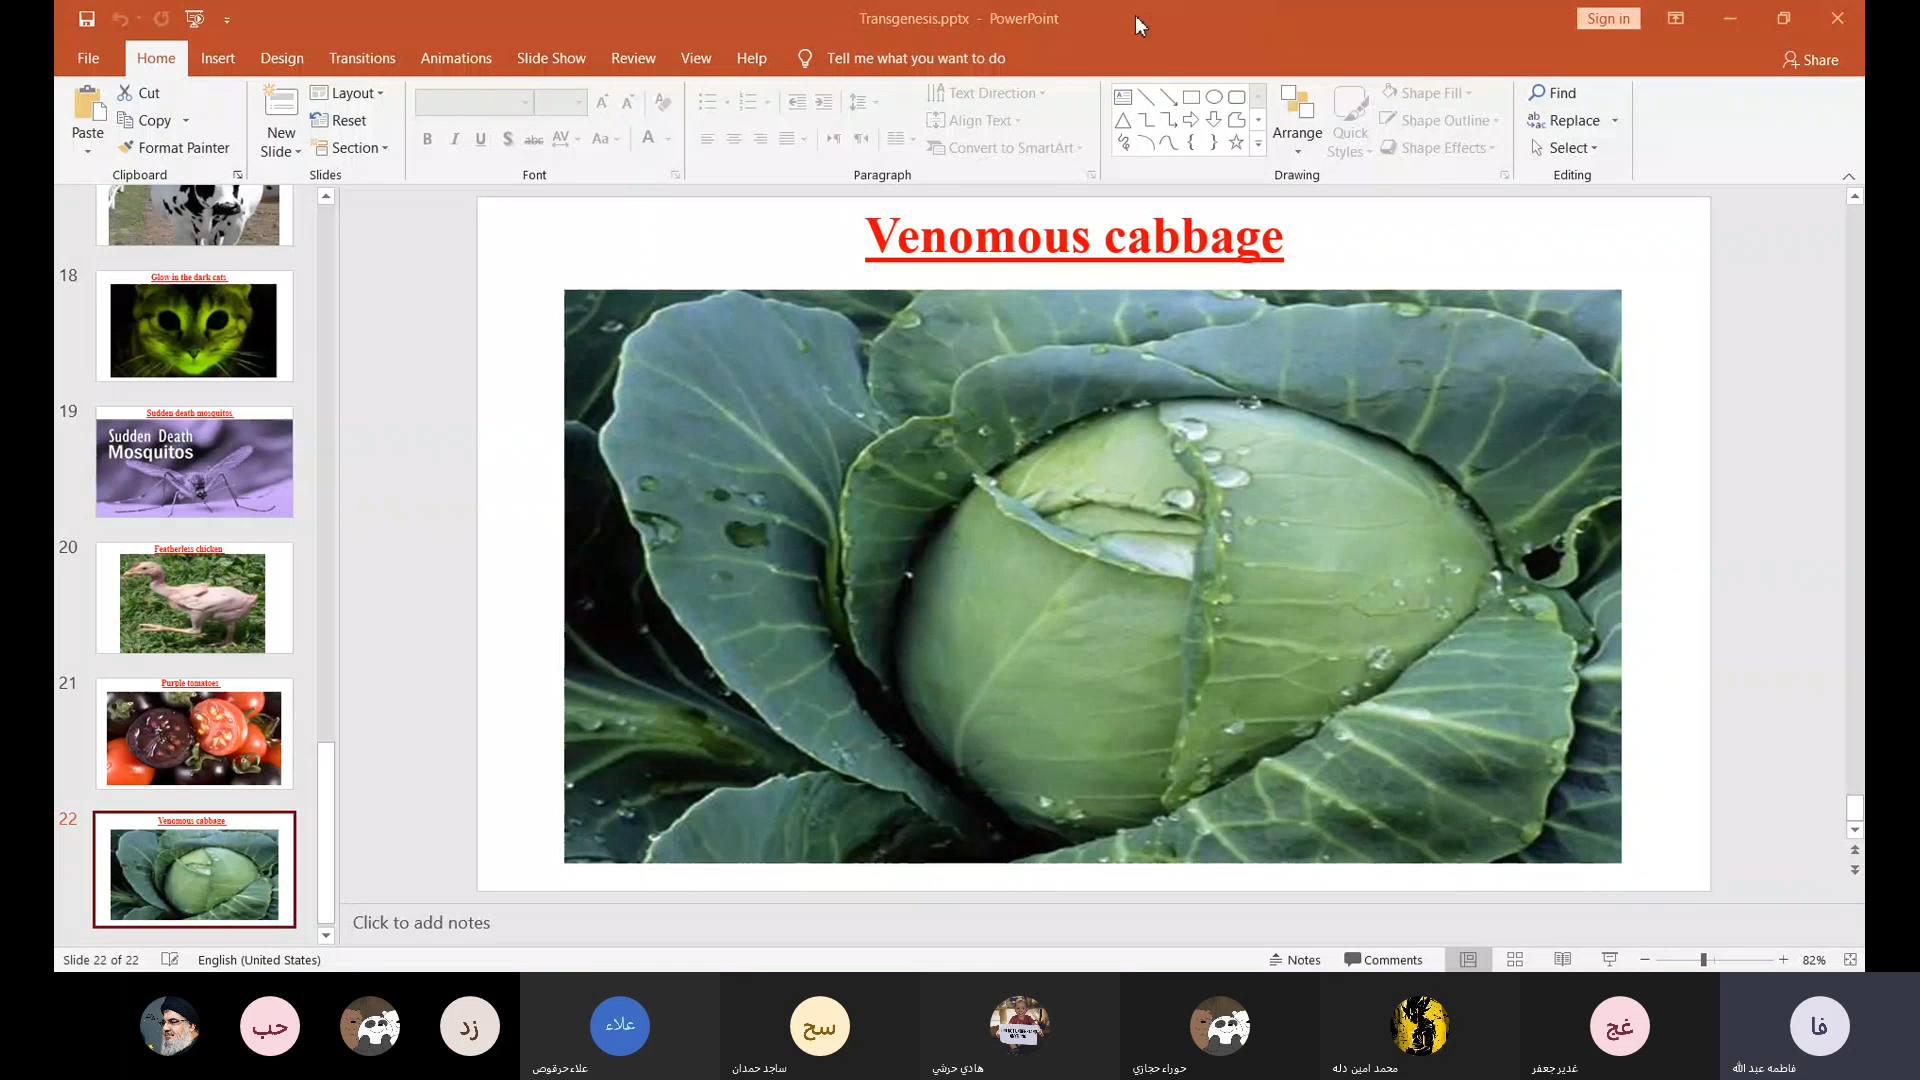 Transgenesis.pptx - PowerPoint
Sign in
File Home Insert Design Transitions Animations Slide Show Review View Help Tell me what you want to do Share
Paste
Cut
Copy
Format Painter
Clipboard
New Slide
Layout
Reset
Section
Slides
B I U S abc AV Aa A
Font
Text Direction
Align Text
Convert to SmartArt
Paragraph
Arrange
Quick Styles
Shape Fill
Shape Outline
Shape Effects
Drawing
Find
Replace
Select
Editing
18
Glow in the dark cats
19
Sudden death mosquitos
Sudden Death
Mosquitos
20
Featherless chicken
21
Purple tomatoes
22
Venomous cabbage
Venomous cabbage
Click to add notes
Slide 22 of 22 English (United States) Notes Comments 82%
حب
زد
علاء
سح
غج
فا
علاء حرقوص
ساجد حمدان
هادي حرشي
حوراء حجازي
محمد امين دله
غدير جعفر
فاطمه عبد الله